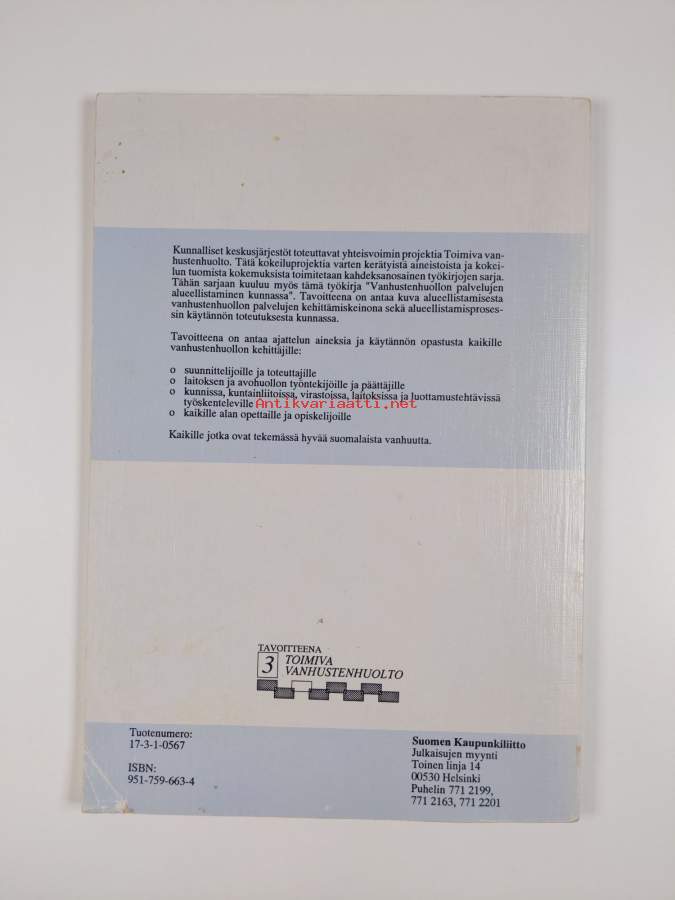 Kunnalliset keskusjärjestöt toteuttavat yhteisvoimin projektia Toimiva van-
hustenhuolto. Tätä kokeiluprojektia varten kerätyistä aineistoista ja kokei-
lun tuomista kokemuksista toimitetaan kahdeksanosainen työkirjojen sarja.
Tähän sarjaan kuuluu myös tämä työkirja "Vanhustenhuollon palvelujen
alueellistaminen kunnassa". Tavoitteena on antaa kuva alueellistamisesta
vanhustenhuollon palvelujen kehittämiskeinona sekä alueellistamisproses-
sin käytännön toteutuksesta kunnassa.
Tavoitteena on antaa ajattelun aineksia ja käytännön opastusta kaikille
vanhustenhuollon kehittäjille:
o suunnittelijoille ja toteuttajille
o laitoksen ja avohuollon työntekijöille ja päättäjille
o kunnissa, kuntainliitoissa, virastoissa, laitoksissa ja luottamustehtävissä
työskenteleville
Antikvariaatti.net
o kaikille alan opettaille ja opiskelijoille
Kaikille jotka ovat tekemässä hyvää suomalaista vanhuutta.
TAVOITTEENA
3 TOIMIVA
VANHUSTENHUOLTO
Tuotenumero:
17-3-1-0567
ISBN:
951-759-663-4
Suomen Kaupunkiliitto
Julkaisujen myynti
Toinen linja 14
00530 Helsinki
Puhelin 771 2199,
771 2163, 771 2201